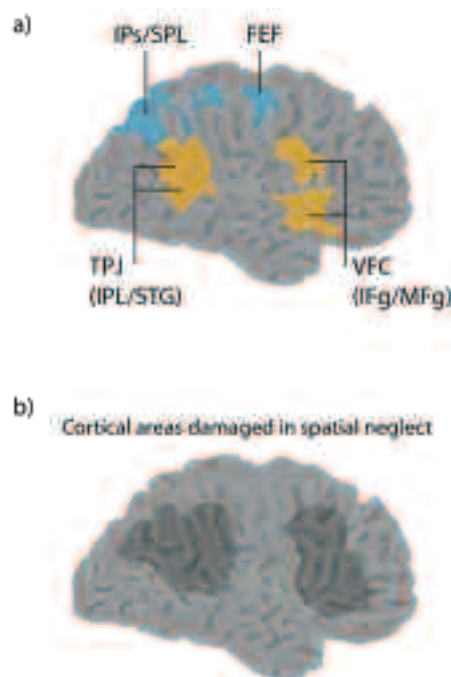 a)
IPs/SPL FEF
TPJ VFC
(IPL/STG) (IFg/MFg)
b)
Cortical areas damaged in spatial neglect